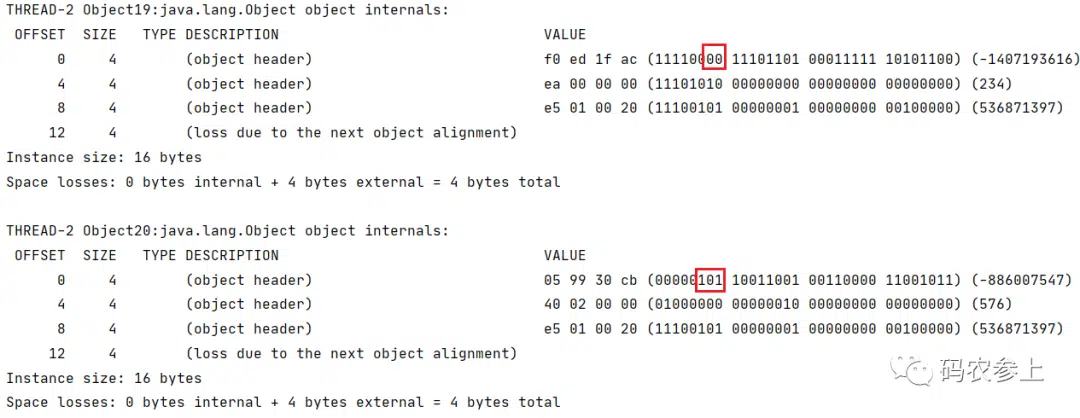 THREAD-2 Object19:java.lang.Object object internals:
OFFSET  SIZE   TYPE DESCRIPTION                               VALUE
0     4        (object header)                           f0 ed 1f ac (11110000 11101101 00011111 10101100) (-1407193616)
4     4        (object header)                           ea 00 00 00 (11101010 00000000 00000000 00000000) (234)
8     4        (object header)                           e5 01 00 20 (11100101 00000001 00000000 00100000) (536871397)
12     4        (loss due to the next object alignment)
Instance size: 16 bytes
Space losses: 0 bytes internal + 4 bytes external = 4 bytes total
THREAD-2 Object20:java.lang.Object object internals:
OFFSET  SIZE   TYPE DESCRIPTION                               VALUE
0     4        (object header)                           05 99 30 cb (00000101 10011001 00110000 11001011) (-886007547)
4     4        (object header)                           40 02 00 00 (01000000 00000010 00000000 00000000) (576)
8     4        (object header)                           e5 01 00 20 (11100101 00000001 00000000 00100000) (536871397)
12     4        (loss due to the next object alignment)
码农参上
Instance size: 16 bytes
Space losses: 0 bytes internal + 4 bytes external = 4 bytes total